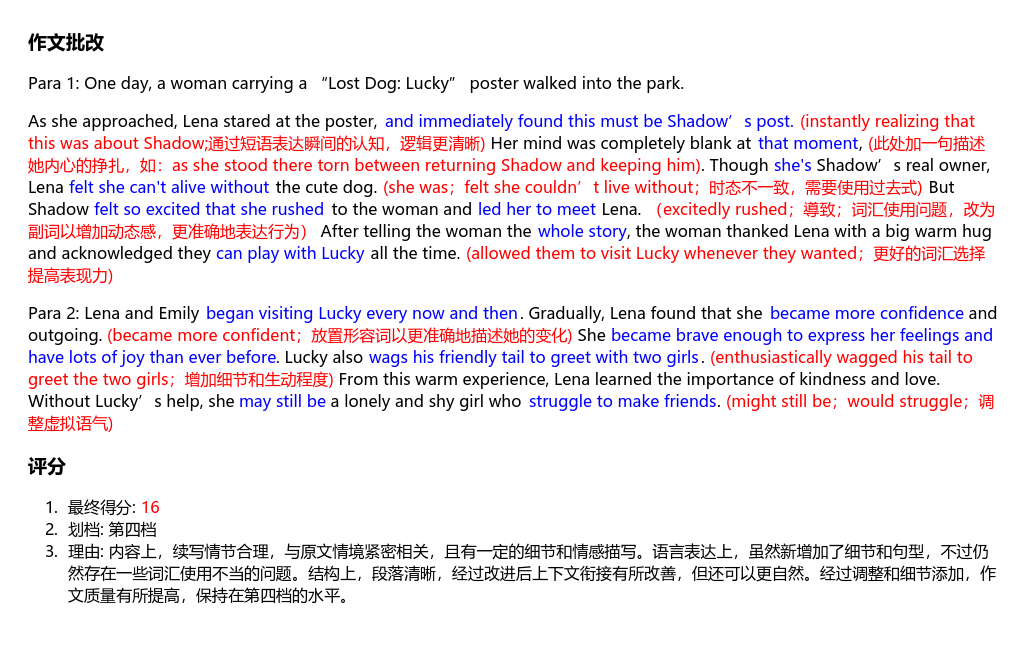 作文批改
Para 1: One day, a woman carrying a “Lost Dog: Lucky” poster walked into the park.
As she approached, Lena stared at the poster, and immediately found this must be Shadow’s post. (instantly realizing that
this was about Shadow;通过短语表达瞬间的认知，逻辑更清晰) Her mind was completely blank at that moment, (此处加一句描述
她内心的挣扎，如：as she stood there torn between returning Shadow and keeping him). Though she's Shadow’s real owner,
Lena felt she can't alive without the cute dog. (she was；felt she couldn’t live without；时态不一致，需要使用过去式) But
Shadow felt so excited that she rushed to the woman and led her to meet Lena. （excitedly rushed；導致；词汇使用问题，改为
副词以增加动态感，更准确地表达行为） After telling the woman the whole story, the woman thanked Lena with a big warm hug
and acknowledged they can play with Lucky all the time. (allowed them to visit Lucky whenever they wanted；更好的词汇选择
提高表现力)
Para 2: Lena and Emily began visiting Lucky every now and then. Gradually, Lena found that she became more confidence and
outgoing. (became more confident；放置形容词以更准确地描述她的变化) She became brave enough to express her feelings and
have lots of joy than ever before. Lucky also wags his friendly tail to greet with two girls. (enthusiastically wagged his tail to
greet the two girls；增加细节和生动程度) From this warm experience, Lena learned the importance of kindness and love.
Without Lucky’s help, she may still be a lonely and shy girl who struggle to make friends. (might still be；would struggle；调
整虚拟语气)
评分
1. 最终得分: 16
2. 划档: 第四档
3. 理由: 内容上，续写情节合理，与原文情境紧密相关，且有一定的细节和情感描写。语言表达上，虽然新增加了细节和句型，不过仍
然存在一些词汇使用不当的问题。结构上，段落清晰，经过改进后上下文衔接有所改善，但还可以更自然。经过调整和细节添加，作
文质量有所提高，保持在第四档的水平。